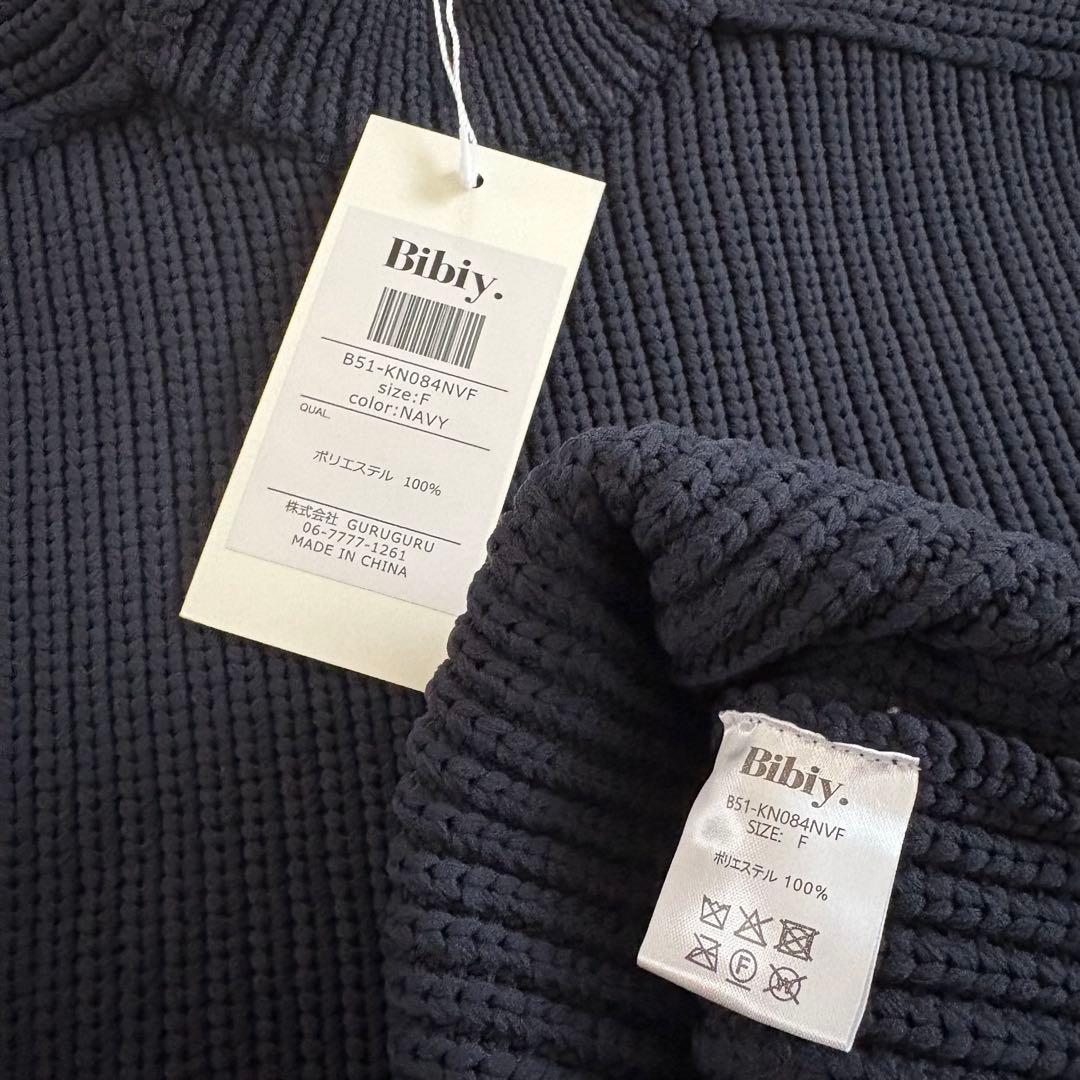 Bibiy.
B51-KN084NVF
size:F
color:NAVY
QUAL.
ポリエステル 100%
株式会社 GURUGURU
06-7777-1261
MADE IN CHINA
Bibiy.
B51-KN084NVF
SIZE: F
ポリエステル 100%
F
W